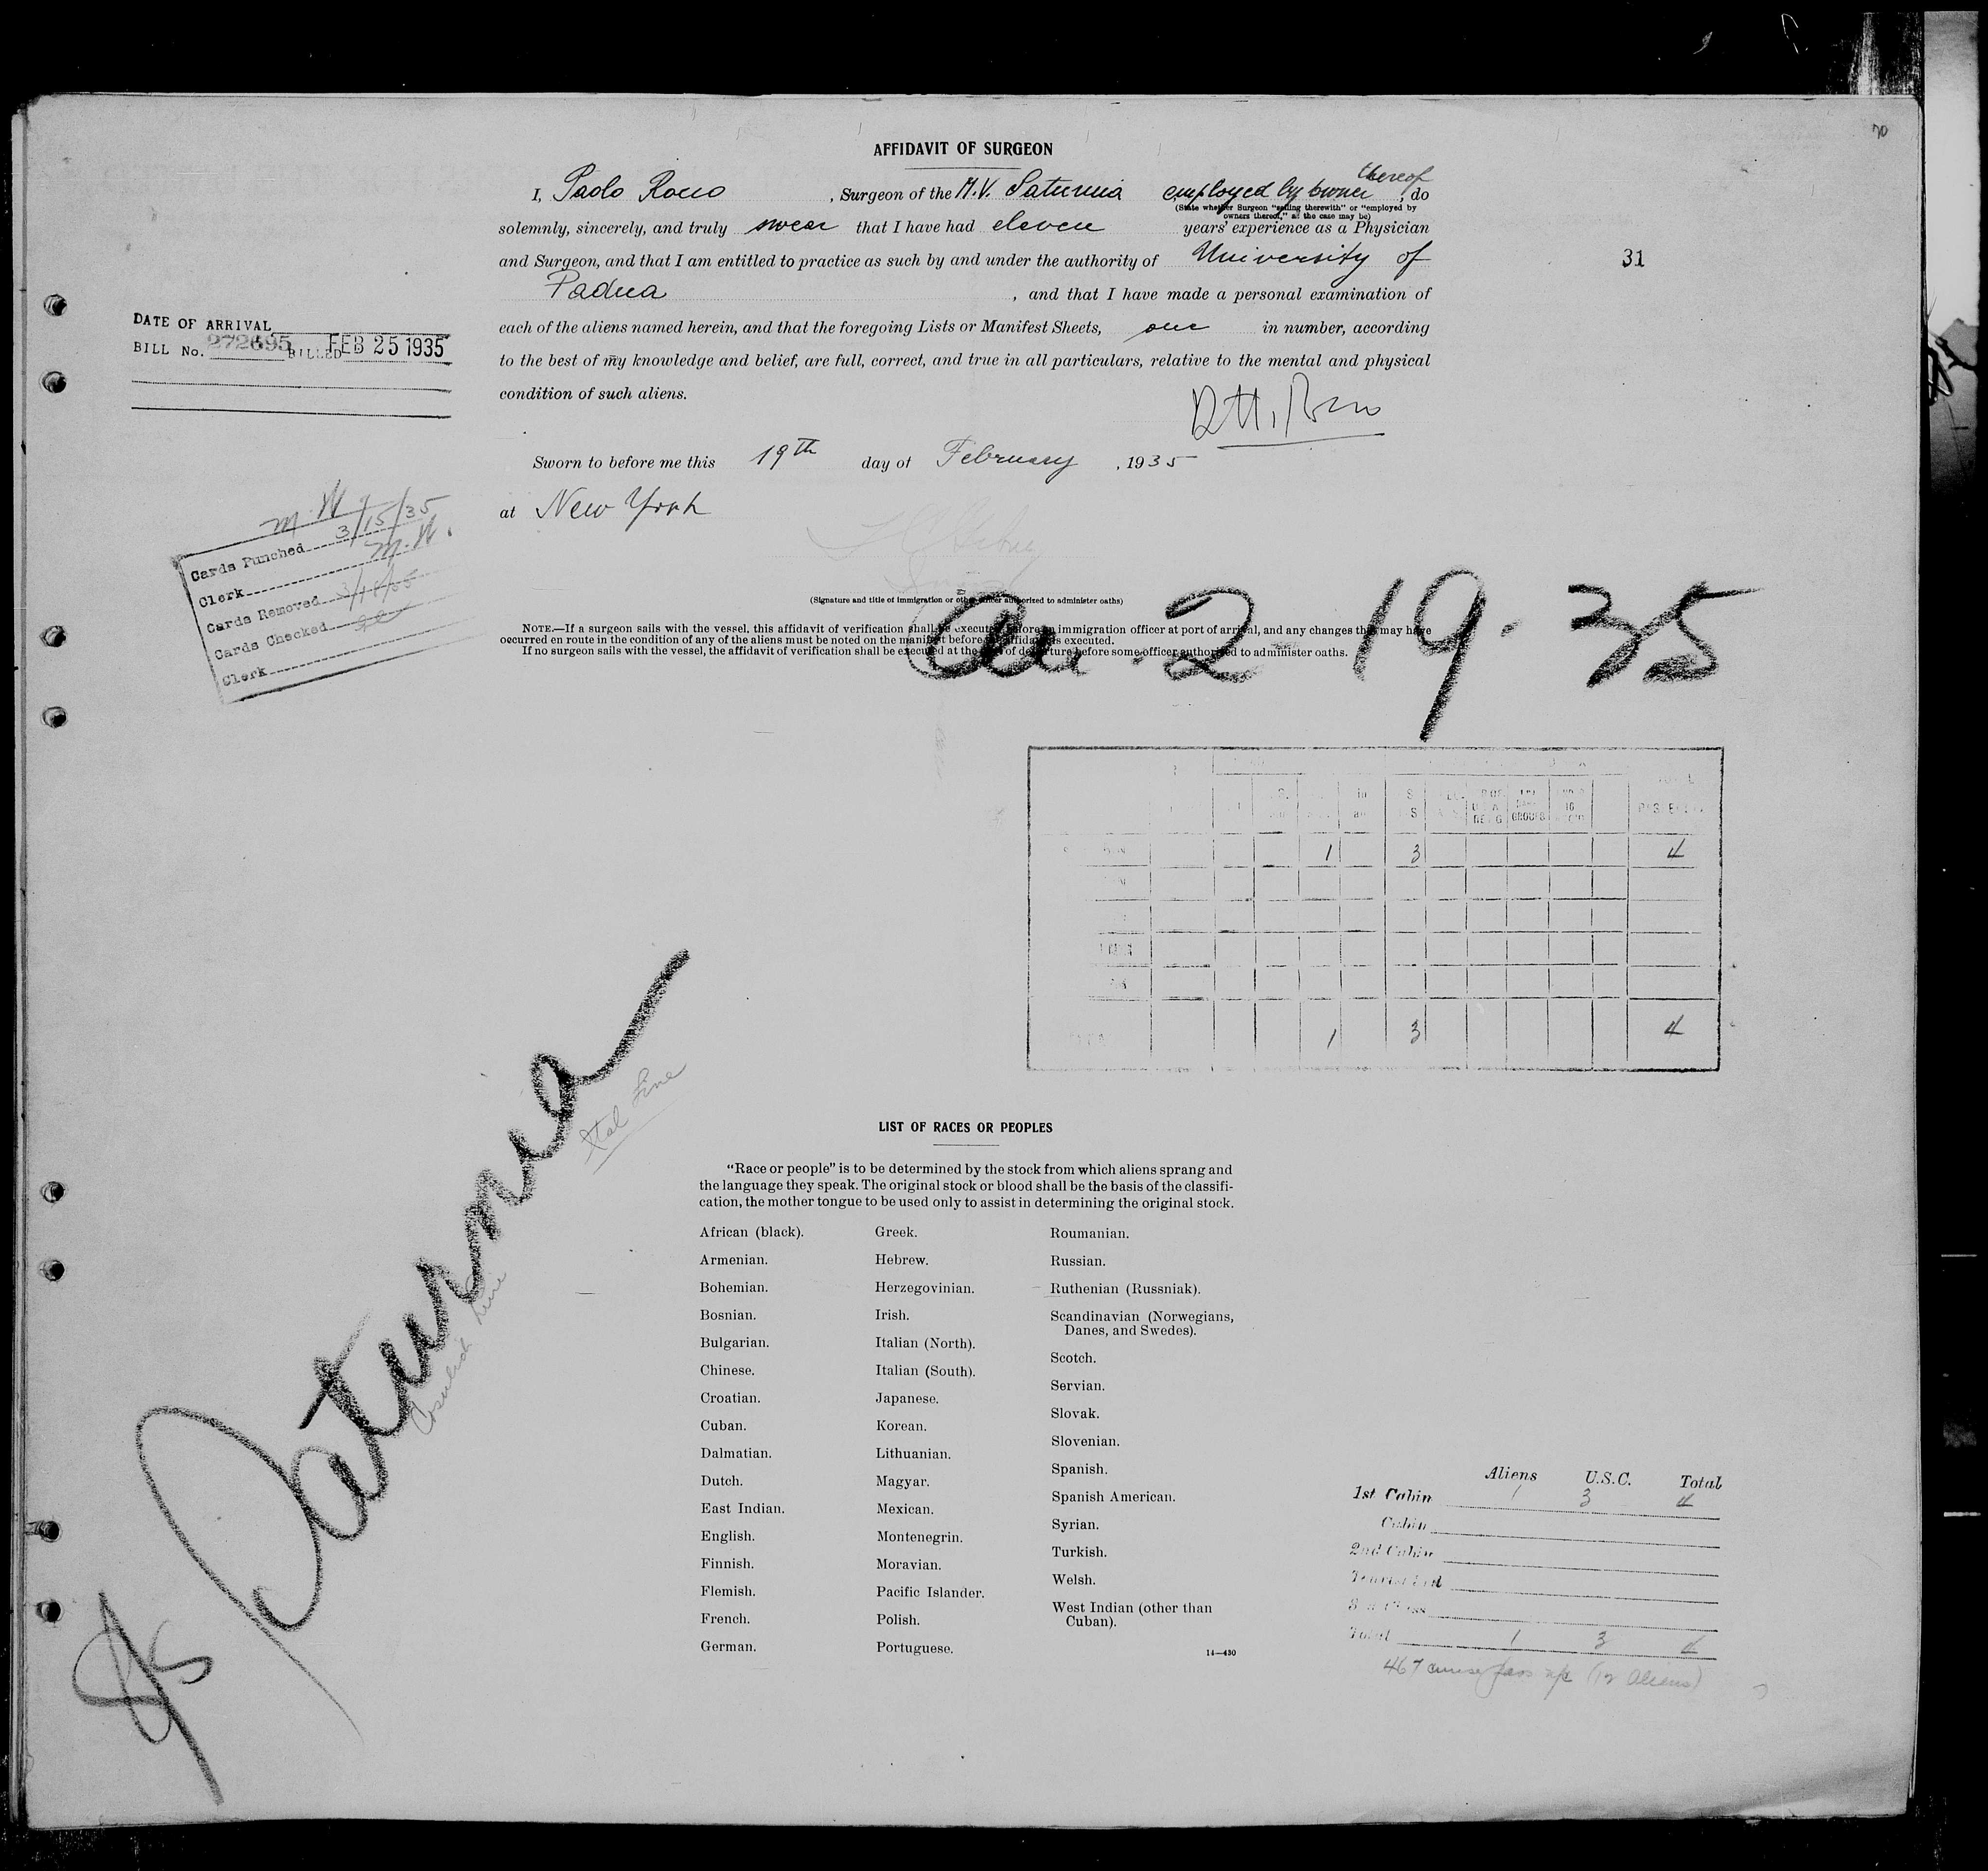 70
AFFIDAVIT OF SURGEON
I, Paolo Rocco, Surgeon of the M.V. Saturnia employed by owner thereof, do
(State whether Surgeon "sailing therewith" or "employed by
owners thereof," as the case may be)
solemnly, sincerely, and truly swear that I have had eleven years' experience as a Physician
and Surgeon, and that I am entitled to practice as such by and under the authority of University of
Padua, and that I have made a personal examination of
each of the aliens named herein, and that the foregoing Lists or Manifest Sheets, one in number, according
to the best of my knowledge and belief, are full, correct, and true in all particulars, relative to the mental and physical
condition of such aliens.
31
DATE OF ARRIVAL
BILL No. 272695 BILLED FEB 25 1935
Sworn to before me this 19th day of February, 1935
at New York
M. N.
Cards Punched 3/15/35
Clerk M. N.
Cards Removed
Cards Checked
Clerk
(Signature and title of immigration or other officer authorized to administer oaths)
NOTE.—If a surgeon sails with the vessel, this affidavit of verification shall be executed before an immigration officer at port of arrival, and any changes that may have
occurred en route in the condition of any of the aliens must be noted on the manifest before affidavit is executed.
If no surgeon sails with the vessel, the affidavit of verification shall be executed at the port of departure before some officer authorized to administer oaths.
2-19-35
GROUPS
1 3 4
1 3 4
S/S Saturnia
Ital Line
Cosulich Line
LIST OF RACES OR PEOPLES
"Race or people" is to be determined by the stock from which aliens sprang and
the language they speak. The original stock or blood shall be the basis of the classifi-
cation, the mother tongue to be used only to assist in determining the original stock.
African (black).
Armenian.
Bohemian.
Bosnian.
Bulgarian.
Chinese.
Croatian.
Cuban.
Dalmatian.
Dutch.
East Indian.
English.
Finnish.
Flemish.
French.
German.
Greek.
Hebrew.
Herzegovinian.
Irish.
Italian (North).
Italian (South).
Japanese.
Korean.
Lithuanian.
Magyar.
Mexican.
Montenegrin.
Moravian.
Pacific Islander.
Polish.
Portuguese.
Roumanian.
Russian.
Ruthenian (Russniak).
Scandinavian (Norwegians,
Danes, and Swedes).
Scotch.
Servian.
Slovak.
Slovenian.
Spanish.
Spanish American.
Syrian.
Turkish.
Welsh.
West Indian (other than
Cuban).
14—430
Aliens U.S.C. Total
1st Cabin 1 3 4
Cabin
2nd Cabin
Total 1 3 4
467 cruise pass (12 Aliens)